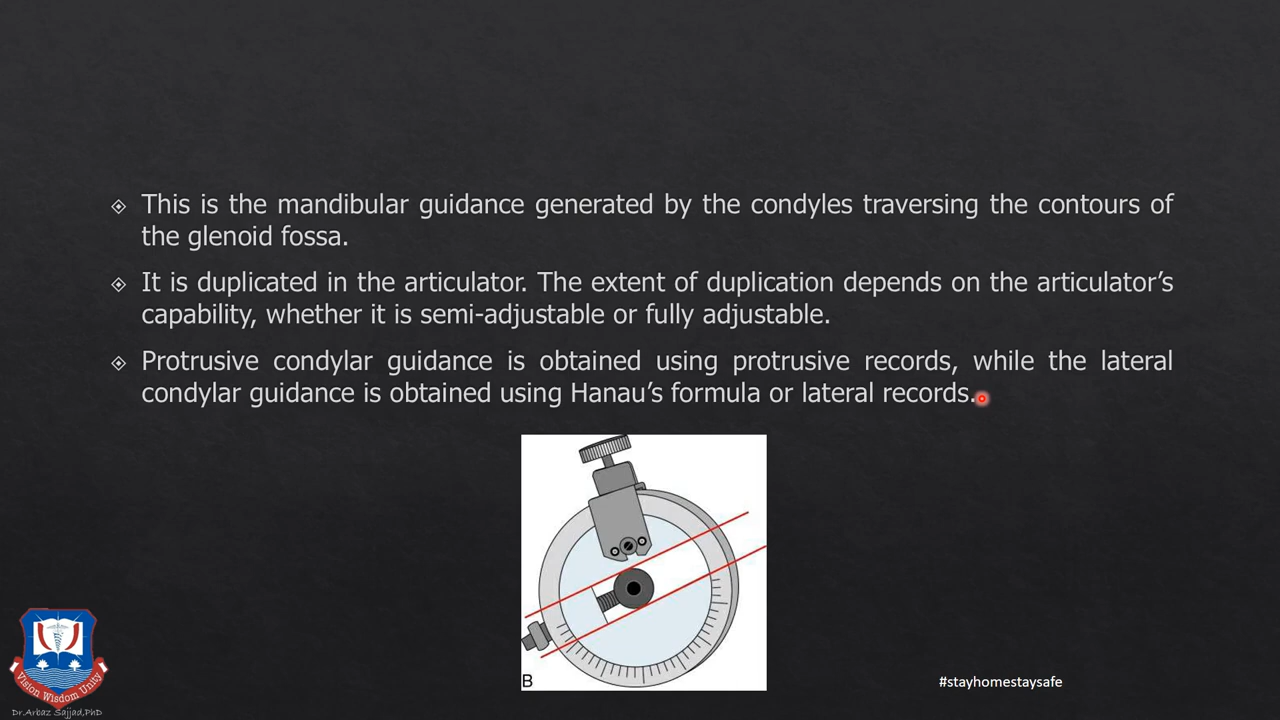 This is the mandibular guidance generated by the condyles traversing the contours of
the glenoid fossa.
It is duplicated in the articulator. The extent of duplication depends on the articulator’s
capability, whether it is semi-adjustable or fully adjustable.
Protrusive condylar guidance is obtained using protrusive records, while the lateral
condylar guidance is obtained using Hanau’s formula or lateral records.
B
#stayhomestaysafe
Vision Wisdom Unity
Dr.Arbaz Sajjad,PhD